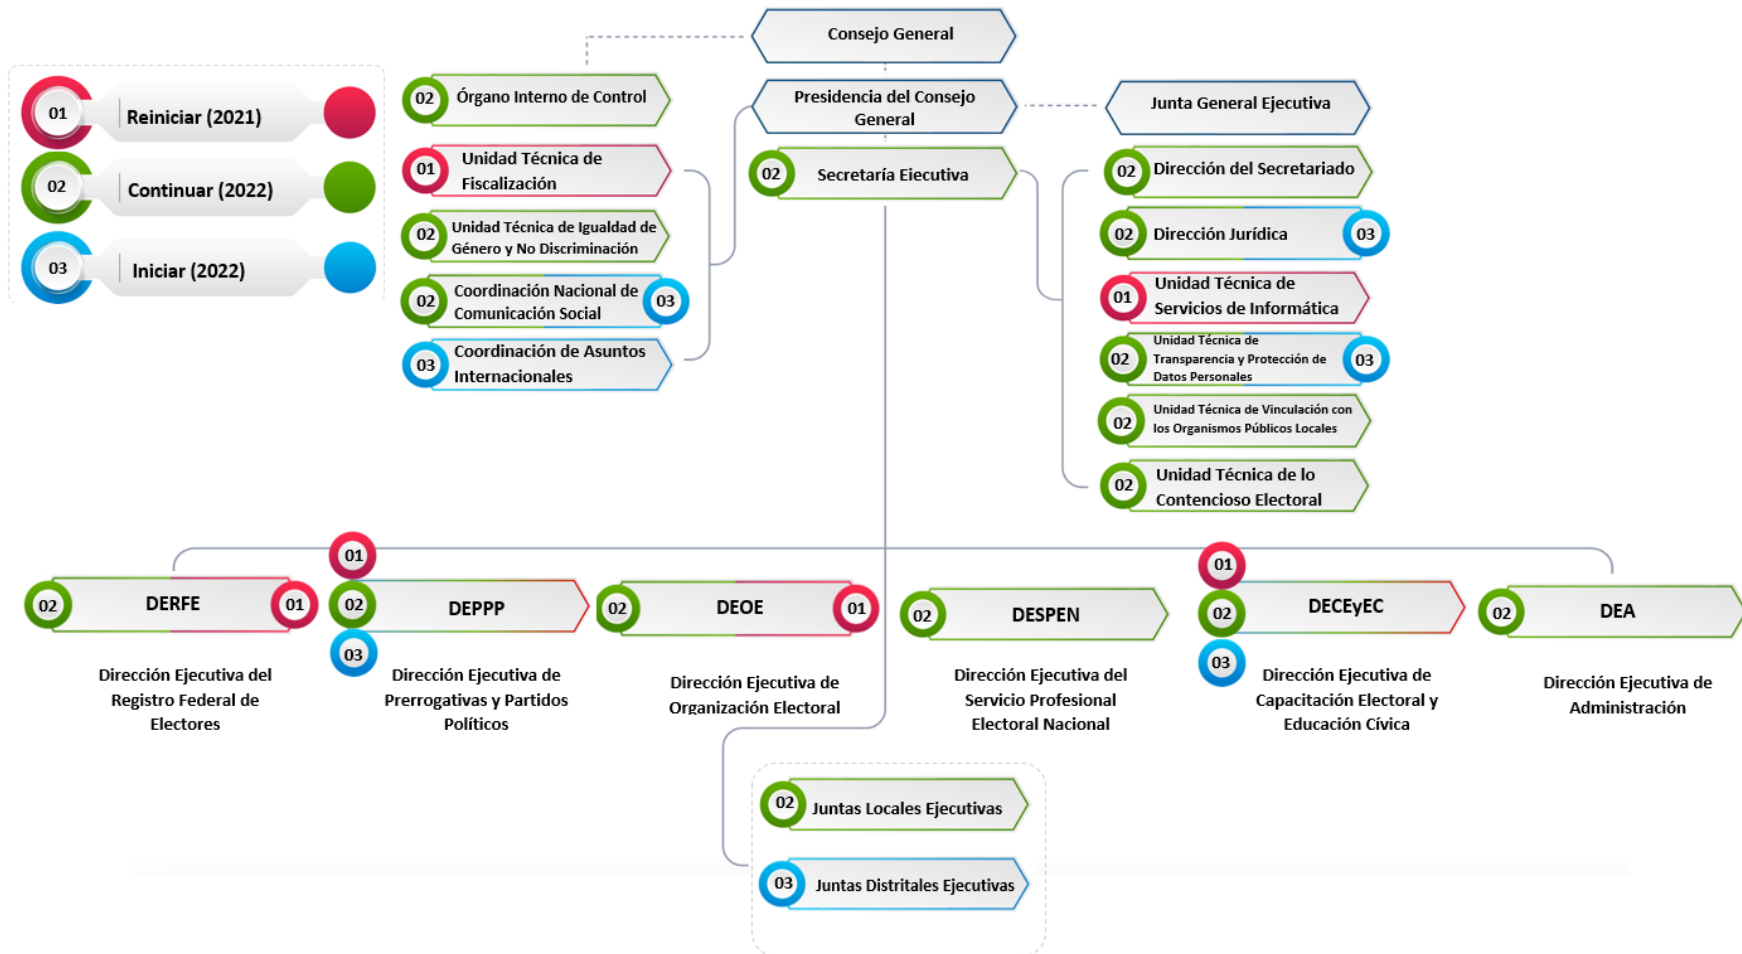 Consejo General
01
Reiniciar (2021)
02
Continuar (2022)
03
Iniciar (2022)
02
Órgano Interno de Control
01
Unidad Técnica de
Fiscalización
02
Unidad Técnica de Igualdad de
Género y No Discriminación
02
Coordinación Nacional de
Comunicación Social
03
03
Coordinación de Asuntos
Internacionales
Presidencia del Consejo
General
02
Secretaría Ejecutiva
Junta General Ejecutiva
02
Dirección del Secretariado
02
Dirección Jurídica
03
01
Unidad Técnica de
Servicios de Informática
02
Unidad Técnica de
Transparencia y Protección de
Datos Personales
03
02
Unidad Técnica de Vinculación con
los Organismos Públicos Locales
02
Unidad Técnica de lo
Contencioso Electoral
02
DERFE
01
Dirección Ejecutiva del
Registro Federal de
Electores
01
02
03
DEPPP
Dirección Ejecutiva de
Prerrogativas y Partidos
Políticos
02
DEOE
01
Dirección Ejecutiva de
Organización Electoral
02
DESPEN
Dirección Ejecutiva del
Servicio Profesional
Electoral Nacional
01
02
03
DECEyEC
Dirección Ejecutiva de
Capacitación Electoral y
Educación Cívica
02
DEA
Dirección Ejecutiva de
Administración
02
Juntas Locales Ejecutivas
03
Juntas Distritales Ejecutivas